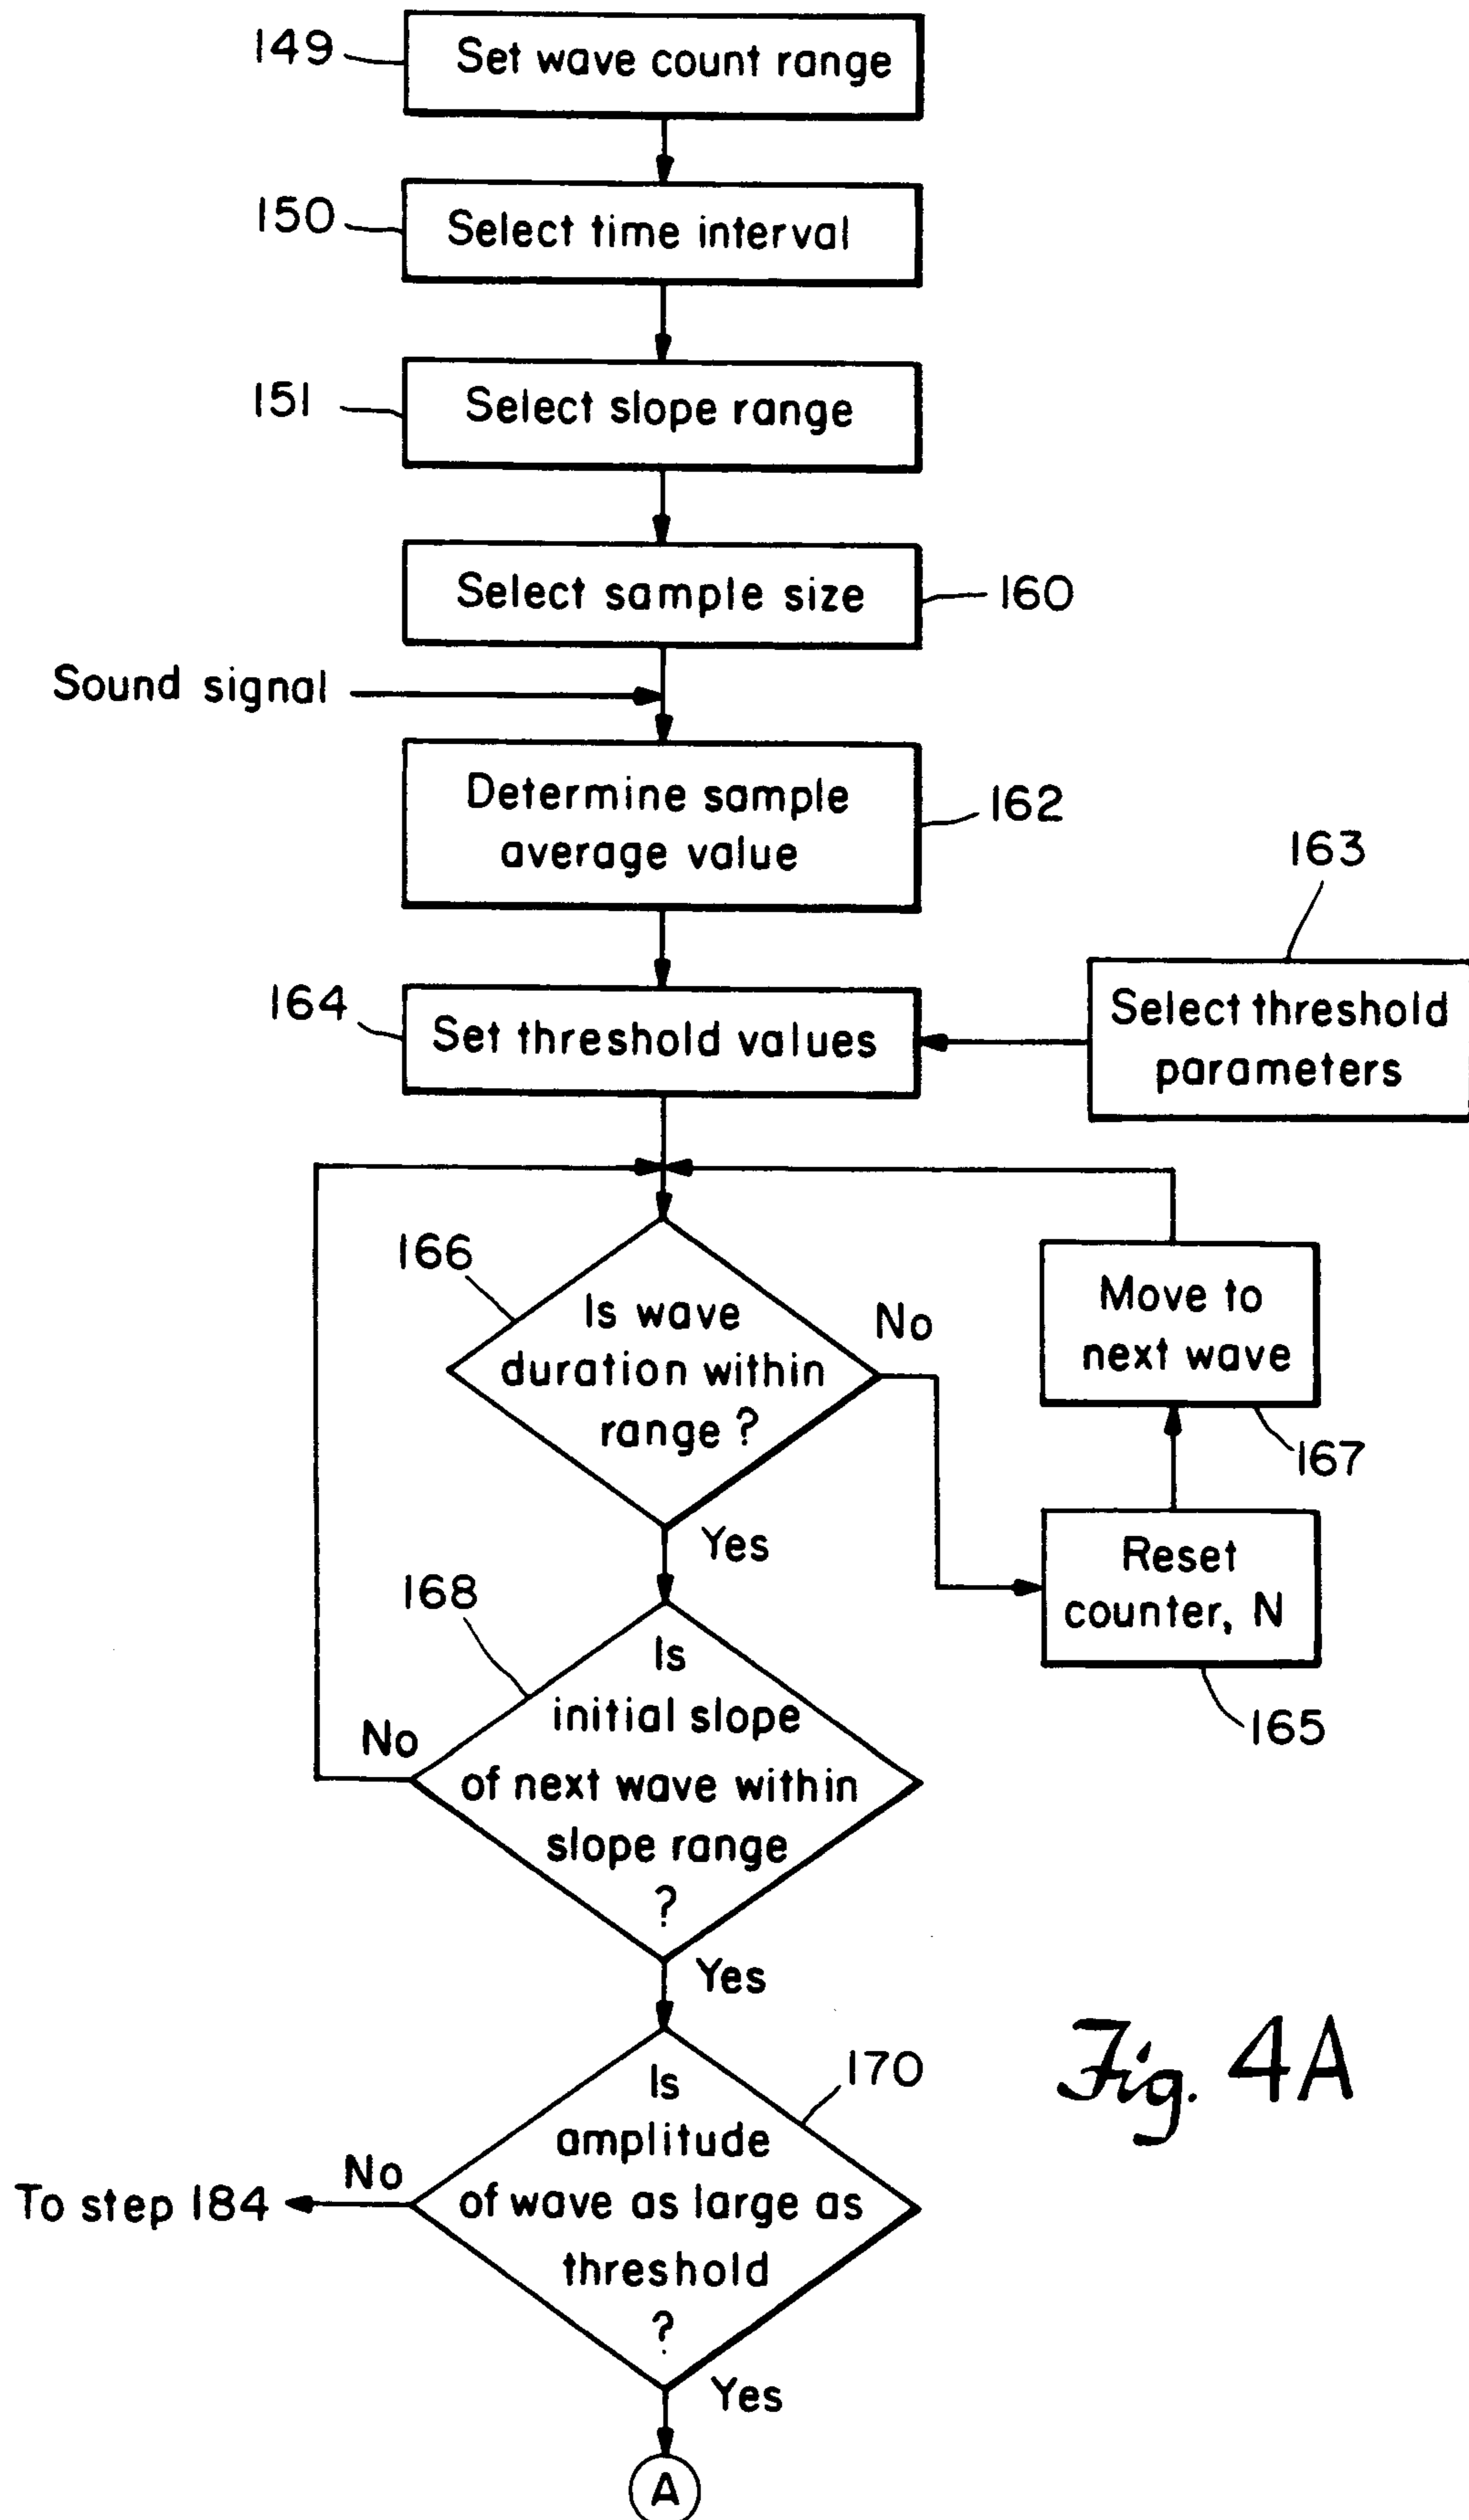 149
Set wave count range
150
Select time interval
151
Select slope range
Select sample size
160
Sound signal
Determine sample
average value
162
163
164
Set threshold values
Select threshold
parameters
166
Is wave
duration within
range ?
No
Yes
Move to
next wave
167
Reset
counter, N
165
168
Is
initial slope
of next wave within
slope range
?
No
Yes
170
Is
amplitude
of wave as large as
threshold
?
No
To step 184
Yes
A
Fig. 4A